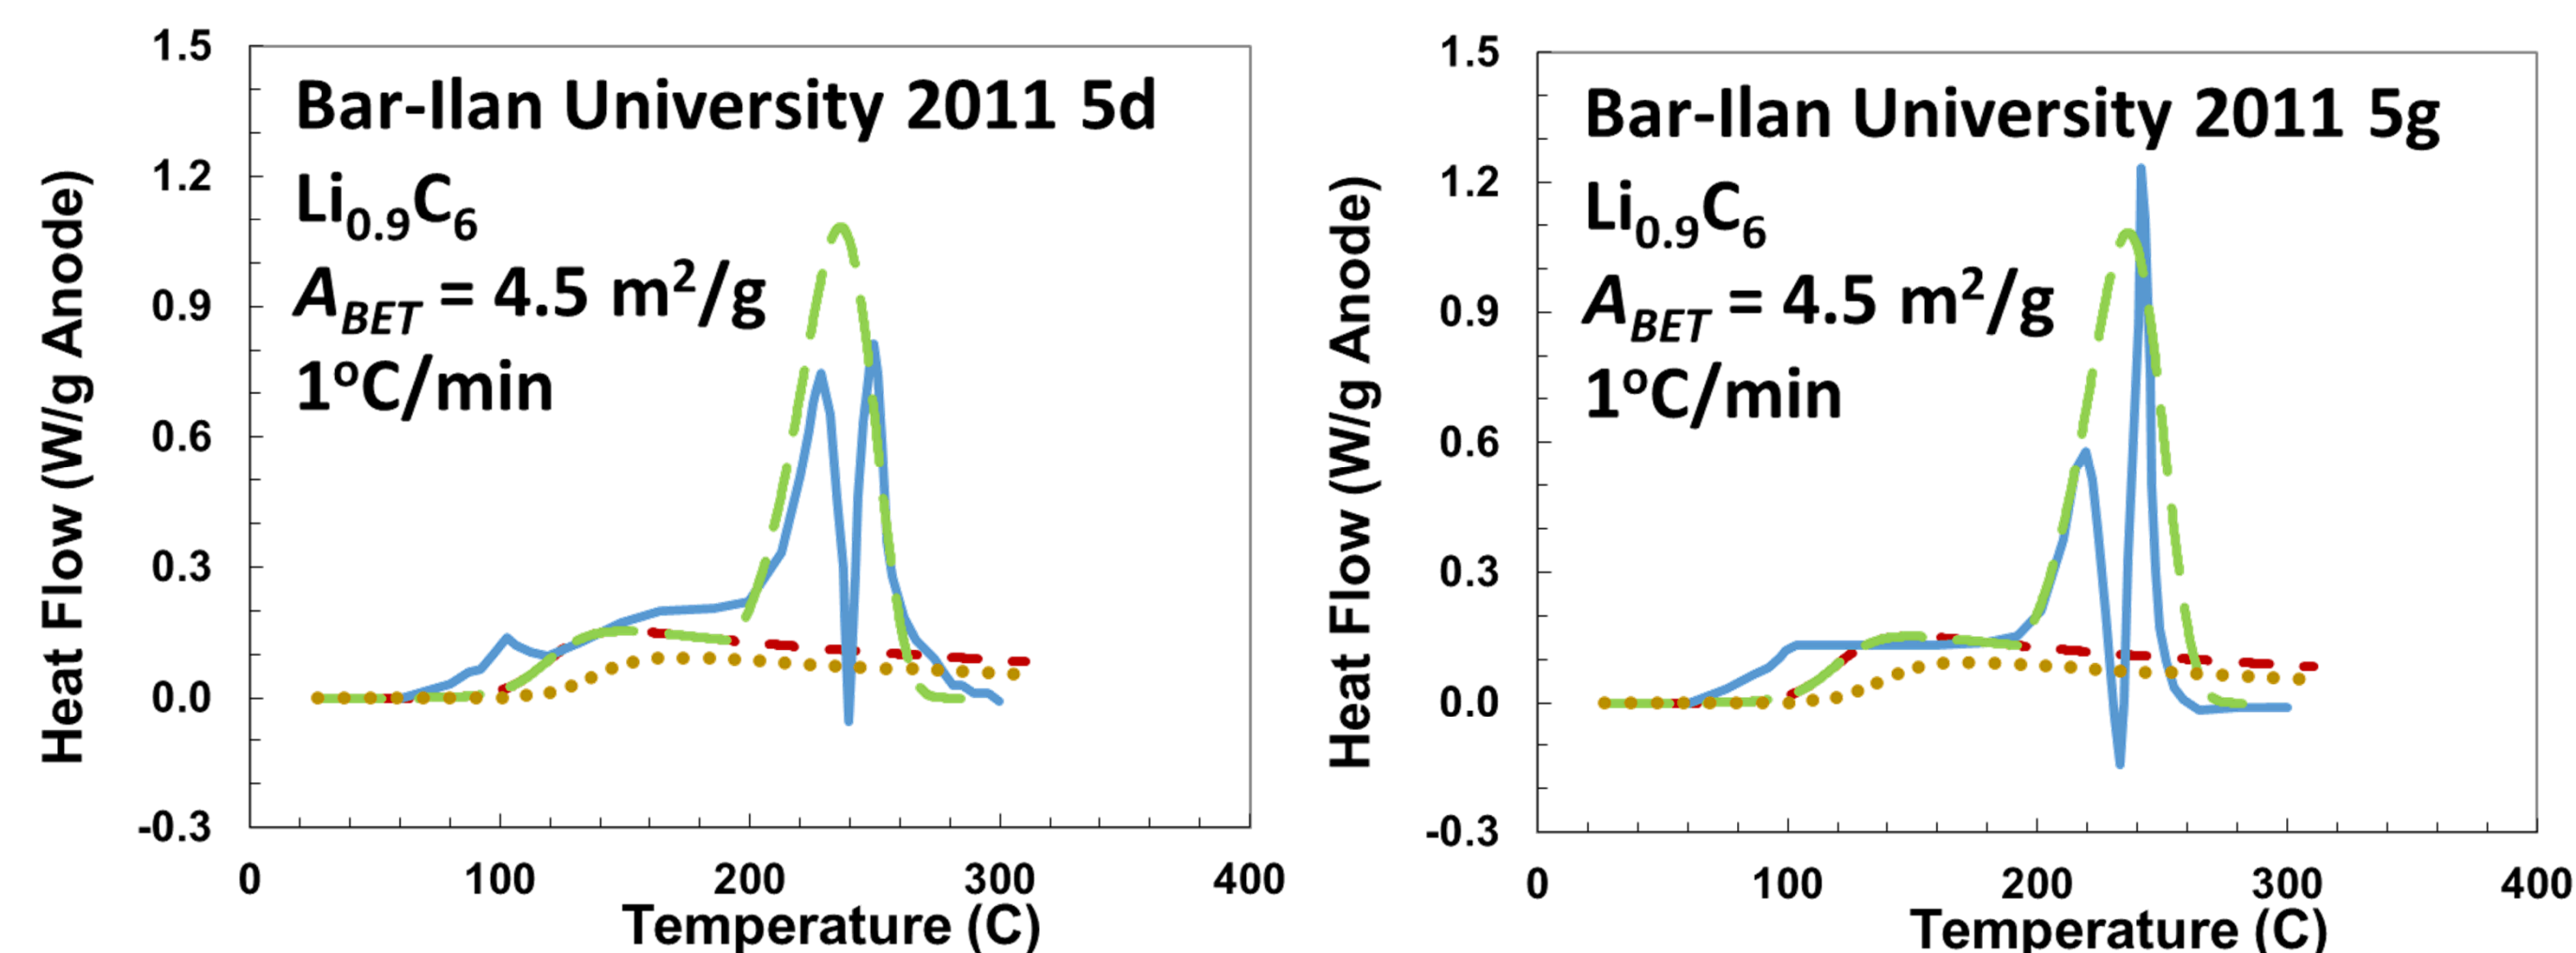 Bar-Ilan University 2011 5d
Li0.9C6
ABET = 4.5 m2/g
1oC/min
Heat Flow (W/g Anode)
1.5
1.2
0.9
0.6
0.3
0.0
-0.3
0 100 200 300 400
Temperature (C)
Bar-Ilan University 2011 5g
Li0.9C6
ABET = 4.5 m2/g
1oC/min
Heat Flow (W/g Anode)
1.5
1.2
0.9
0.6
0.3
0.0
-0.3
0 100 200 300 400
Temperature (C)